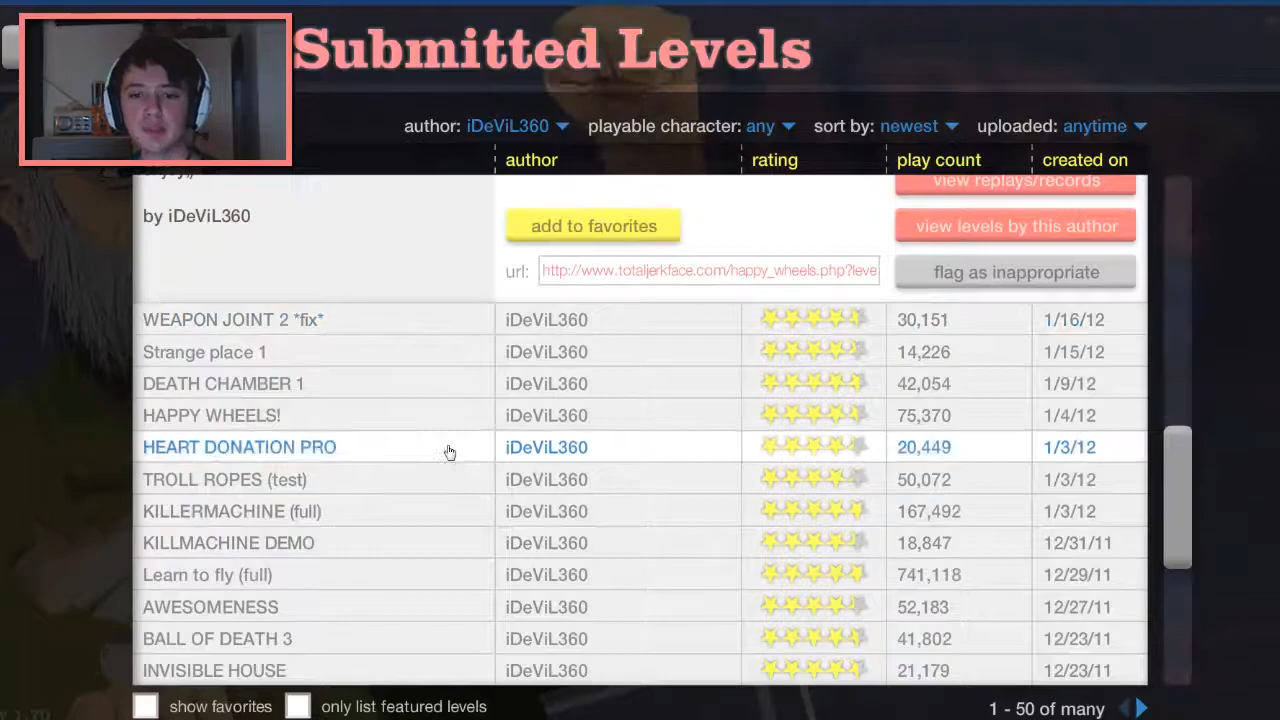 Submitted Levels
author: iDeViL360 playable character: any sort by: newest uploaded: anytime
author rating play count created on
view replays/records
by iDeViL360 add to favorites view levels by this author
url: http://www.totaljerkface.com/happy_wheels.php?leve flag as inappropriate
WEAPON JOINT 2 *fix* iDeViL360 30,151 1/16/12
Strange place 1 iDeViL360 14,226 1/15/12
DEATH CHAMBER 1 iDeViL360 42,054 1/9/12
HAPPY WHEELS! iDeViL360 75,370 1/4/12
HEART DONATION PRO iDeViL360 20,449 1/3/12
TROLL ROPES (test) iDeViL360 50,072 1/3/12
KILLERMACHINE (full) iDeViL360 167,492 1/3/12
KILLMACHINE DEMO iDeViL360 18,847 12/31/11
Learn to fly (full) iDeViL360 741,118 12/29/11
AWESOMENESS iDeViL360 52,183 12/27/11
BALL OF DEATH 3 iDeViL360 41,802 12/23/11
INVISIBLE HOUSE iDeViL360 21,179 12/23/11
show favorites only list featured levels 1 - 50 of many